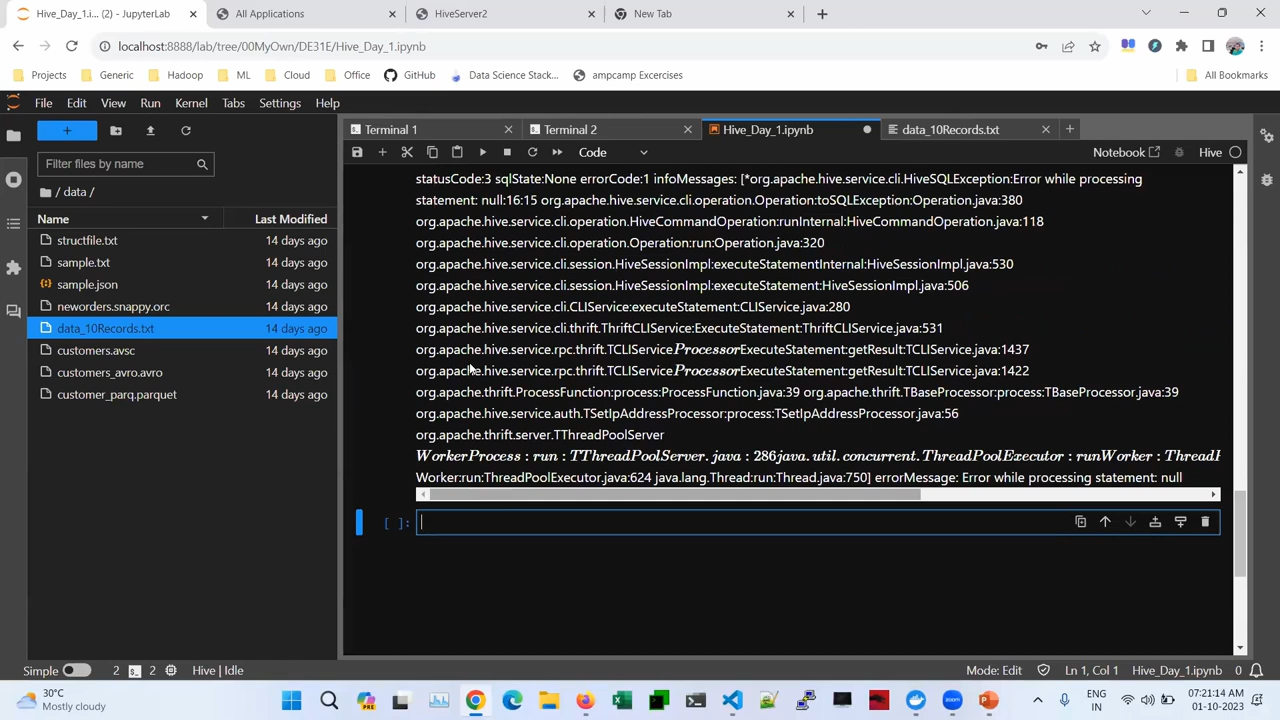 Hive_Day_1.i... (2) - JupyterLab
All Applications
HiveServer2
New Tab
localhost:8888/lab/tree/00MyOwn/DE31E/Hive_Day_1.ipynb
Projects Generic Hadoop ML Cloud Office GitHub Data Science Stack... ampcamp Excercises All Bookmarks
File Edit View Run Kernel Tabs Settings Help
Terminal 1
Terminal 2
Hive_Day_1.ipynb
data_10Records.txt
Filter files by name
Code
Notebook
Hive
/ data /
Name Last Modified
structfile.txt 14 days ago
sample.txt 14 days ago
sample.json 14 days ago
neworders.snappy.orc 14 days ago
data_10Records.txt 14 days ago
customers.avsc 14 days ago
customers_avro.avro 14 days ago
customer_parq.parquet 14 days ago
statusCode:3 sqlState:None errorCode:1 infoMessages: [*org.apache.hive.service.cli.HiveSQLException:Error while processing
statement: null:16:15 org.apache.hive.service.cli.operation.Operation:toSQLException:Operation.java:380
org.apache.hive.service.cli.operation.HiveCommandOperation:runInternal:HiveCommandOperation.java:118
org.apache.hive.service.cli.operation.Operation:run:Operation.java:320
org.apache.hive.service.cli.session.HiveSessionImpl:executeStatementInternal:HiveSessionImpl.java:530
org.apache.hive.service.cli.session.HiveSessionImpl:executeStatement:HiveSessionImpl.java:506
org.apache.hive.service.cli.CLIService:executeStatement:CLIService.java:280
org.apache.hive.service.cli.thrift.ThriftCLIService:ExecuteStatement:ThriftCLIService.java:531
org.apache.hive.service.rpc.thrift.TCLIServiceProcessorExecuteStatement:getResult:TCLIService.java:1437
org.apache.hive.service.rpc.thrift.TCLIServiceProcessorExecuteStatement:getResult:TCLIService.java:1422
org.apache.thrift.ProcessFunction:process:ProcessFunction.java:39 org.apache.thrift.TBaseProcessor:process:TBaseProcessor.java:39
org.apache.hive.service.auth.TSetIpAddressProcessor:process:TSetIpAddressProcessor.java:56
org.apache.thrift.server.TThreadPoolServer
WorkerProcess : run : TThreadPoolServer. java : 286java. util. concurrent. ThreadPoolExecutor : runWorker : Thread
Worker:run:ThreadPoolExecutor.java:624 java.lang.Thread:run:Thread.java:750] errorMessage: Error while processing statement: null
[ ]:
Simple 2 2 Hive | Idle Mode: Edit Ln 1, Col 1 Hive_Day_1.ipynb 0
30°C
Mostly cloudy
ENG
IN
07:21:14 AM
01-10-2023